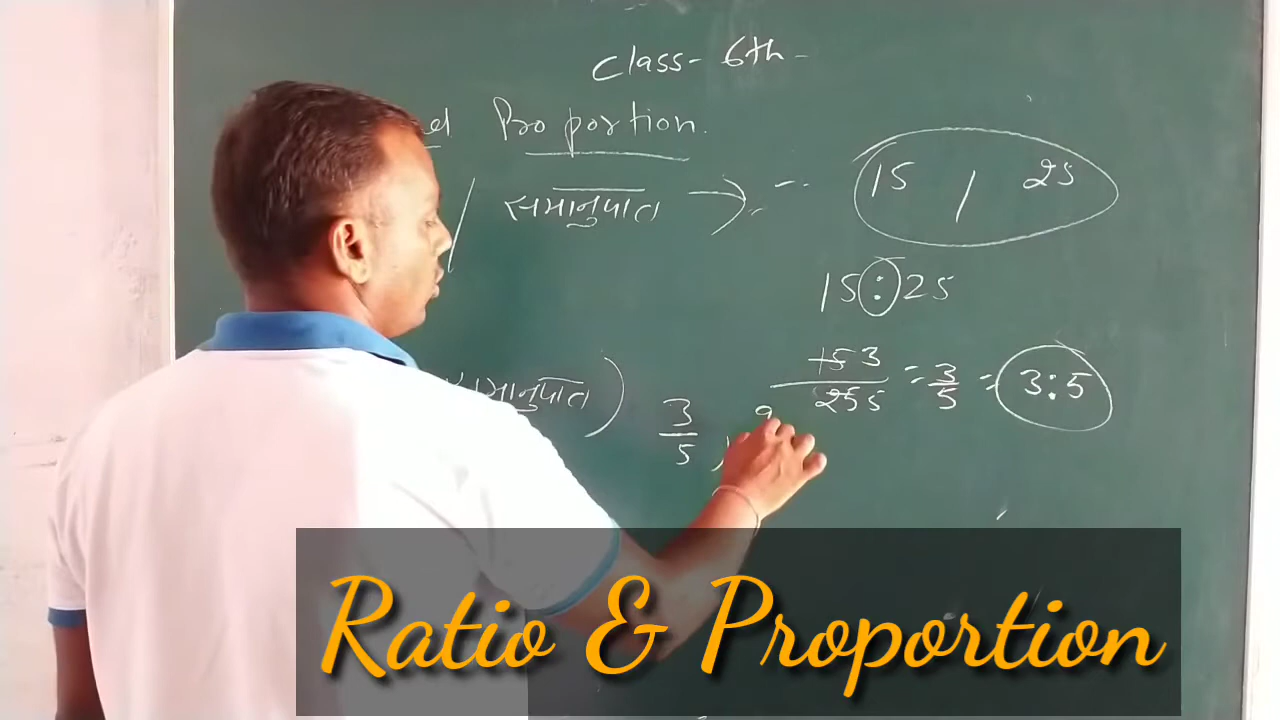 class- 6th -
Proportion.
/ समानुपात → :-
15 / 25
15:25
15 3 / 25 5 = 3/5 = 3:5
मानुपात )
3/5 ,
Ratio & Proportion